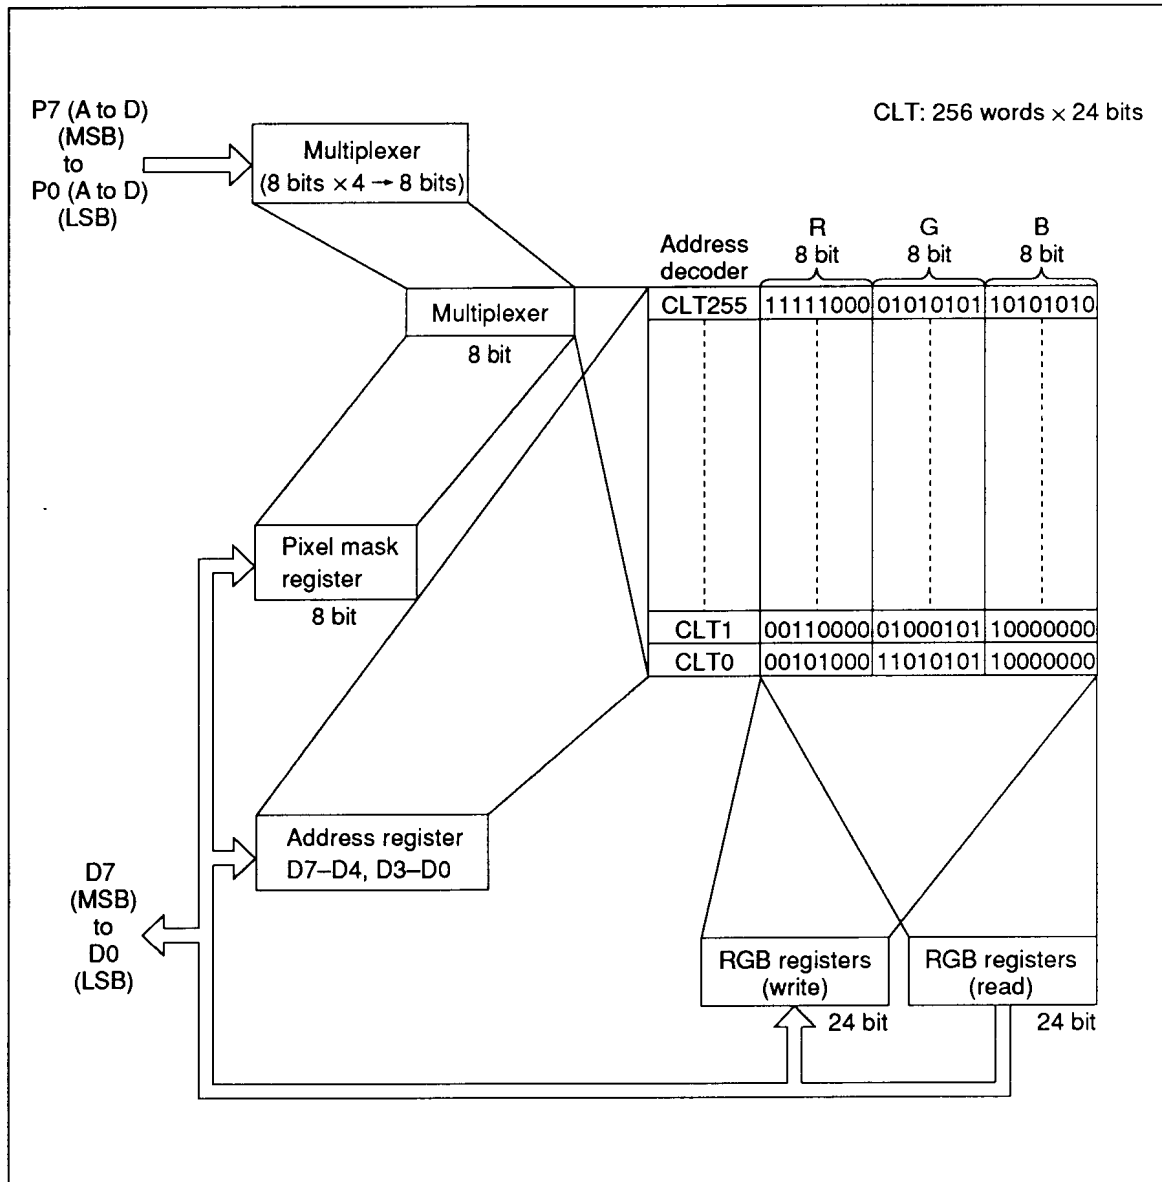 P7 (A to D)
(MSB)
to
P0 (A to D)
(LSB)
Multiplexer
(8 bits × 4 → 8 bits)
CLT: 256 words × 24 bits
Address
decoder
R
8 bit
G
8 bit
B
8 bit
Multiplexer
8 bit
CLT255 11111000 01010101 10101010
Pixel mask
register
8 bit
CLT1 00110000 01000101 10000000
CLT0 00101000 11010101 10000000
Address register
D7–D4, D3–D0
D7
(MSB)
to
D0
(LSB)
RGB registers
(write)
24 bit
RGB registers
(read)
24 bit